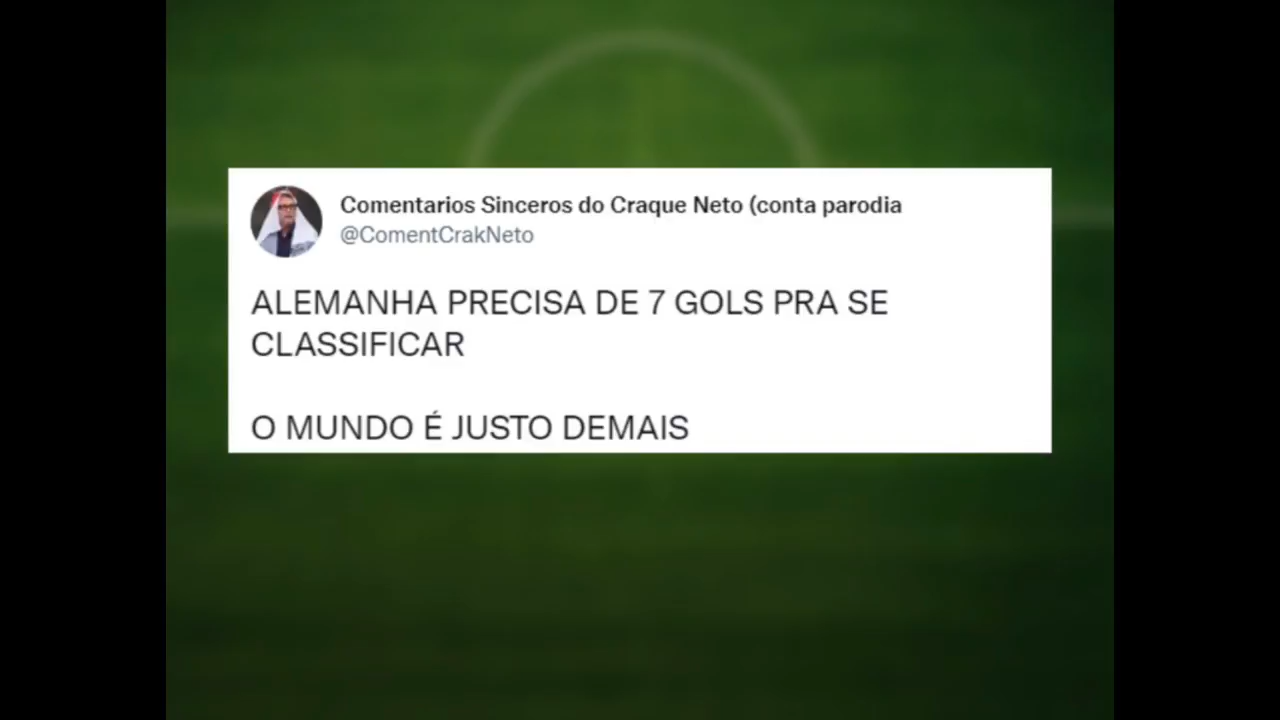 Comentarios Sinceros do Craque Neto (conta parodia
@ComentCrakNeto
ALEMANHA PRECISA DE 7 GOLS PRA SE
CLASSIFICAR
O MUNDO É JUSTO DEMAIS